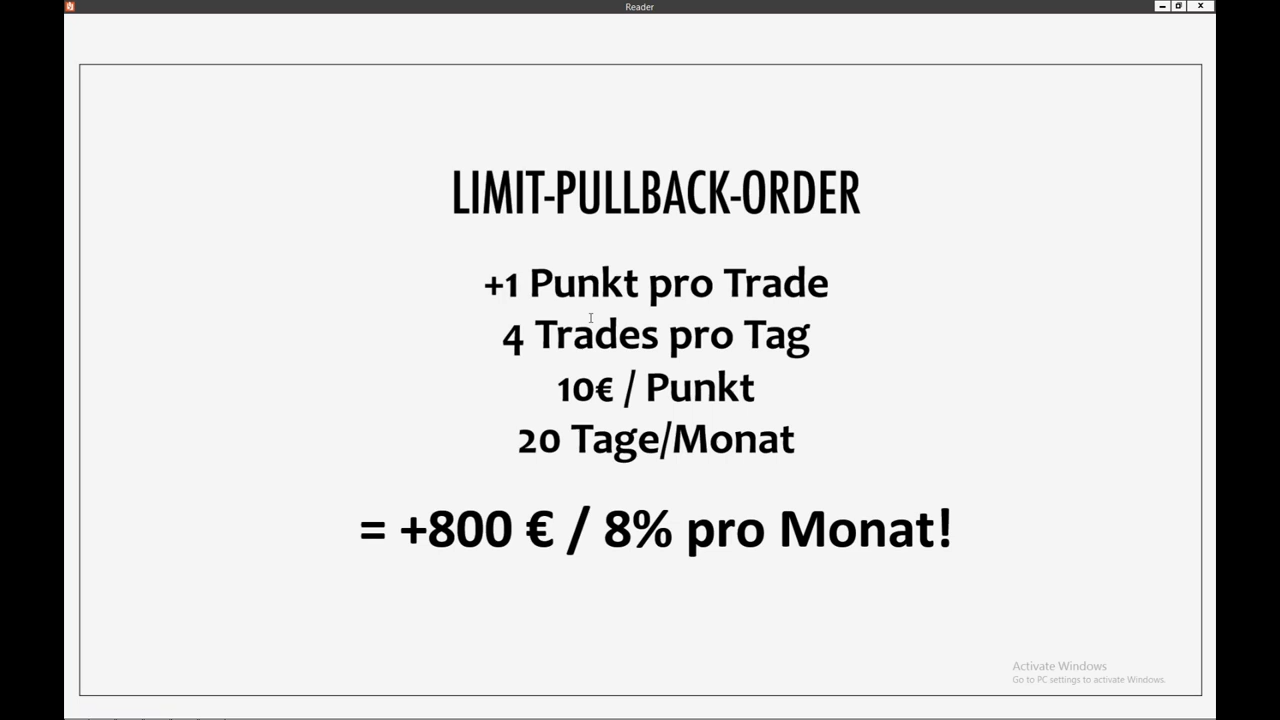 Reader
LIMIT-PULLBACK-ORDER
+1 Punkt pro Trade
4 Trades pro Tag
10€ / Punkt
20 Tage/Monat
= +800 € / 8% pro Monat!
Activate Windows
Go to PC settings to activate Windows.